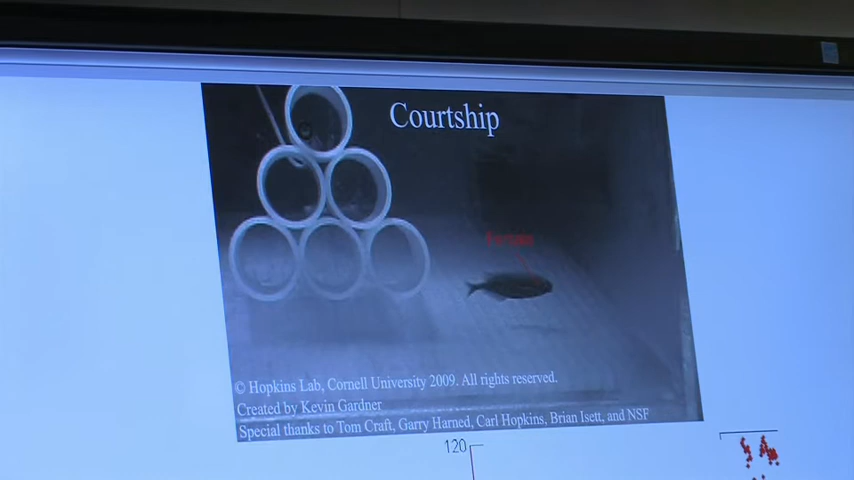 Courtship
© Hopkins Lab, Cornell University 2009. All rights reserved.
Created by Kevin Gardner
Special thanks to Tom Craft, Garry Harned, Carl Hopkins, Brian Isett, and NSF
120